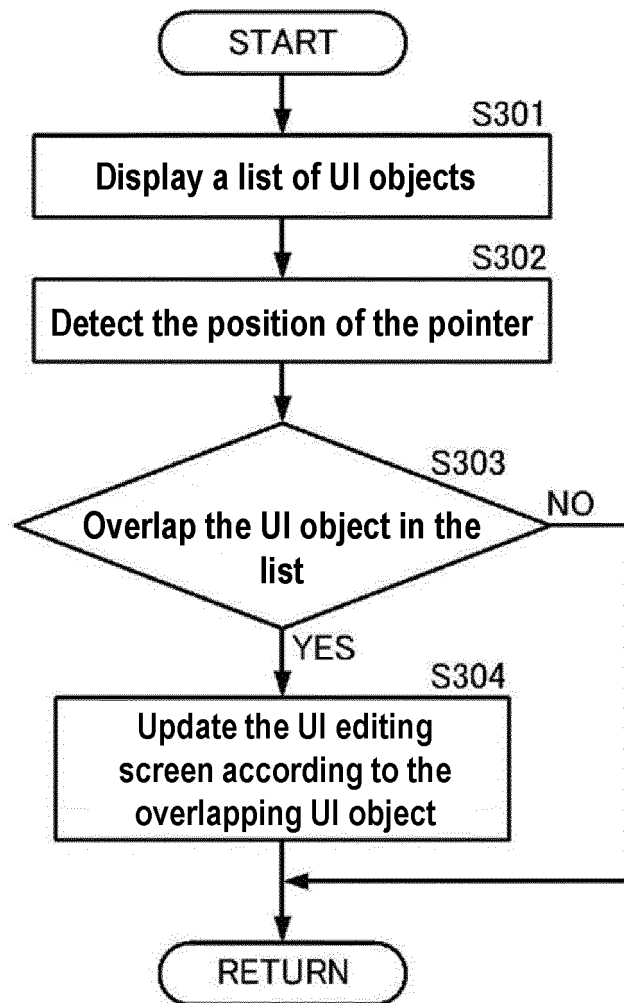 START
S301
Display a list of UI objects
S302
Detect the position of the pointer
S303
NO
Overlap the UI object in the
list
YES
S304
Update the UI editing
screen according to the
overlapping UI object
RETURN